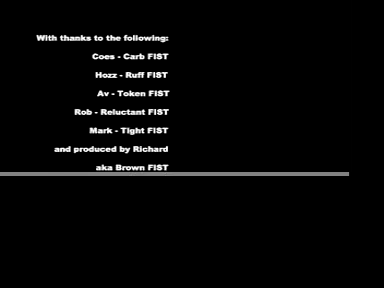 With thanks to the following:
Coes - Carb FIST
Hozz - Ruff FIST
Av - Token FIST
Rob - Reluctant FIST
Mark - Tight FIST
and produced by Richard
aka Brown FIST